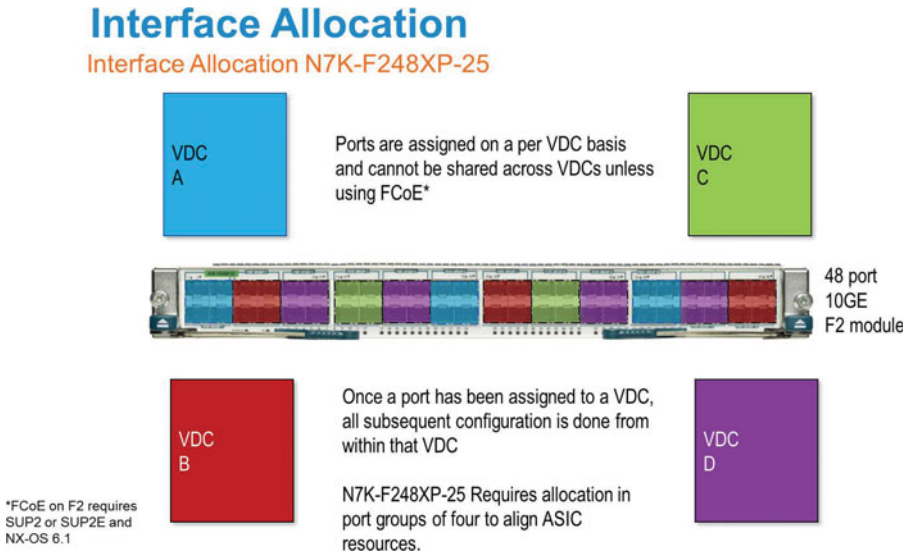 Interface Allocation
Interface Allocation N7K-F248XP-25
VDC
A
Ports are assigned on a per VDC basis
and cannot be shared across VDCs unless
using FCoE*
VDC
C
48 port
10GE
F2 module
VDC
B
Once a port has been assigned to a VDC,
all subsequent configuration is done from
within that VDC
N7K-F248XP-25 Requires allocation in
port groups of four to align ASIC
resources.
VDC
D
*FCoE on F2 requires
SUP2 or SUP2E and
NX-OS 6.1